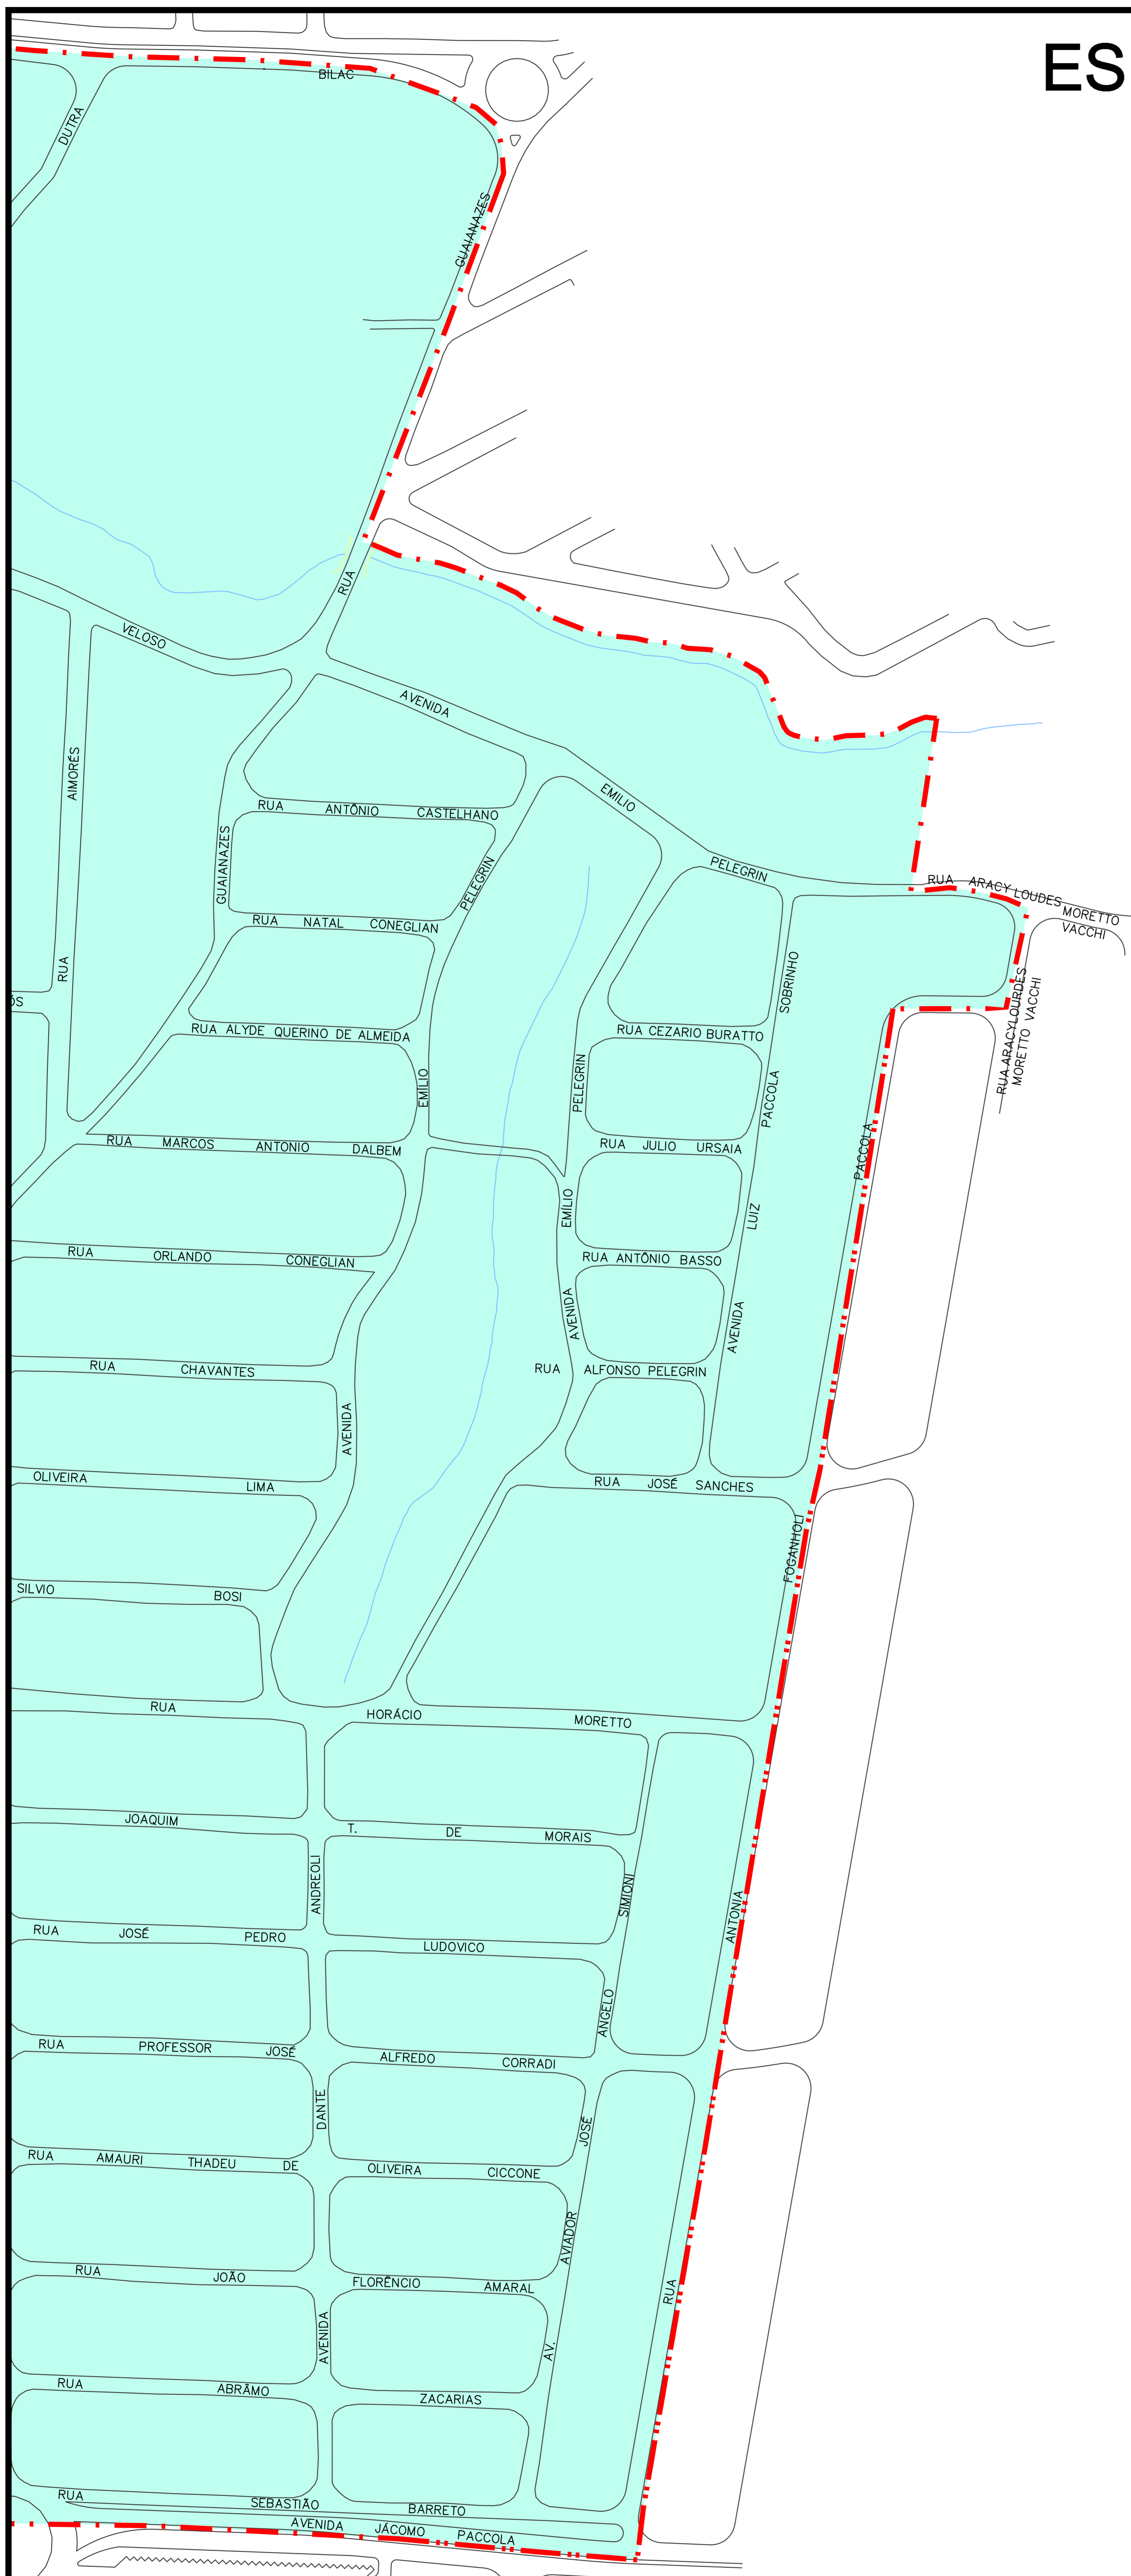 ES
BILAC
DUTRA
GUAIANAZES
RUA
VELOSO
AVENIDA
EMILIO
PELEGRIN
AIMORÉS
RUA
GUAIANAZES
RUA ANTÔNIO CASTELHANO
PELEGRIN
RUA ARACY LOUDES MORETTO
VACCHI
RUA NATAL CONEGLIAN
SOBRINHO
ÓS
RUA ALYDE QUERINO DE ALMEIDA
RUA CEZARIO BURATTO
RUA ARACY LOURDES
MORETTO VACCHI
EMÍLIO
PELEGRIN
PACCOLA
PACCOLA
RUA MARCOS ANTONIO DALBEM
RUA JULIO URSAIA
EMÍLIO
LUIZ
RUA ORLANDO CONEGLIAN
RUA ANTÔNIO BASSO
AVENIDA
AVENIDA
RUA CHAVANTES
RUA ALFONSO PELEGRIN
AVENIDA
OLIVEIRA LIMA
RUA JOSÉ SANCHES
FOGANHOLI
SILVIO BOSI
RUA HORÁCIO MORETTO
JOAQUIM T. DE MORAIS
ANDREOLI
SIMIONI
ANTONIA
RUA JOSÉ PEDRO LUDOVICO
ANGELO
RUA PROFESSOR JOSÉ ALFREDO CORRADI
DANTE
JOSÉ
RUA AMAURI THADEU DE OLIVEIRA CICCONE
AVIADOR
RUA JOÃO FLORÊNCIO AMARAL
RUA
AVENIDA
AV.
RUA ABRÂMO ZACARIAS
RUA SEBASTIÃO BARRETO
AVENIDA JÁCOMO PACCOLA